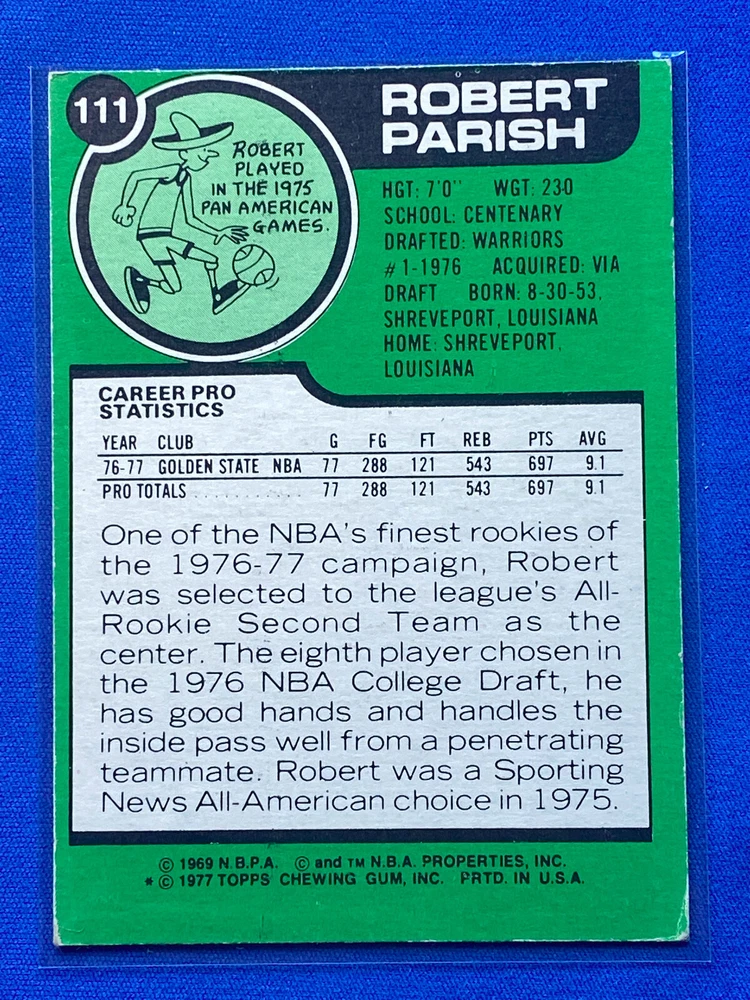 111
ROBERT
PARISH
ROBERT
PLAYED
IN THE 1975
PAN AMERICAN
GAMES.
HGT: 7'0" WGT: 230
SCHOOL: CENTENARY
DRAFTED: WARRIORS
#1-1976 ACQUIRED: VIA
DRAFT BORN: 8-30-53,
SHREVEPORT, LOUISIANA
HOME: SHREVEPORT,
LOUISIANA
CAREER PRO
STATISTICS
YEAR CLUB G FG FT REB PTS AVG
76-77 GOLDEN STATE NBA 77 288 121 543 697 9.1
PRO TOTALS . . . . . . . . . . . 77 288 121 543 697 9.1
One of the NBA's finest rookies of
the 1976-77 campaign, Robert
was selected to the league's All-
Rookie Second Team as the
center. The eighth player chosen in
the 1976 NBA College Draft, he
has good hands and handles the
inside pass well from a penetrating
teammate. Robert was a Sporting
News All-American choice in 1975.
© 1969 N.B.P.A. © and TM N.B.A. PROPERTIES, INC.
* © 1977 TOPPS CHEWING GUM, INC. PRTD. IN U.S.A.